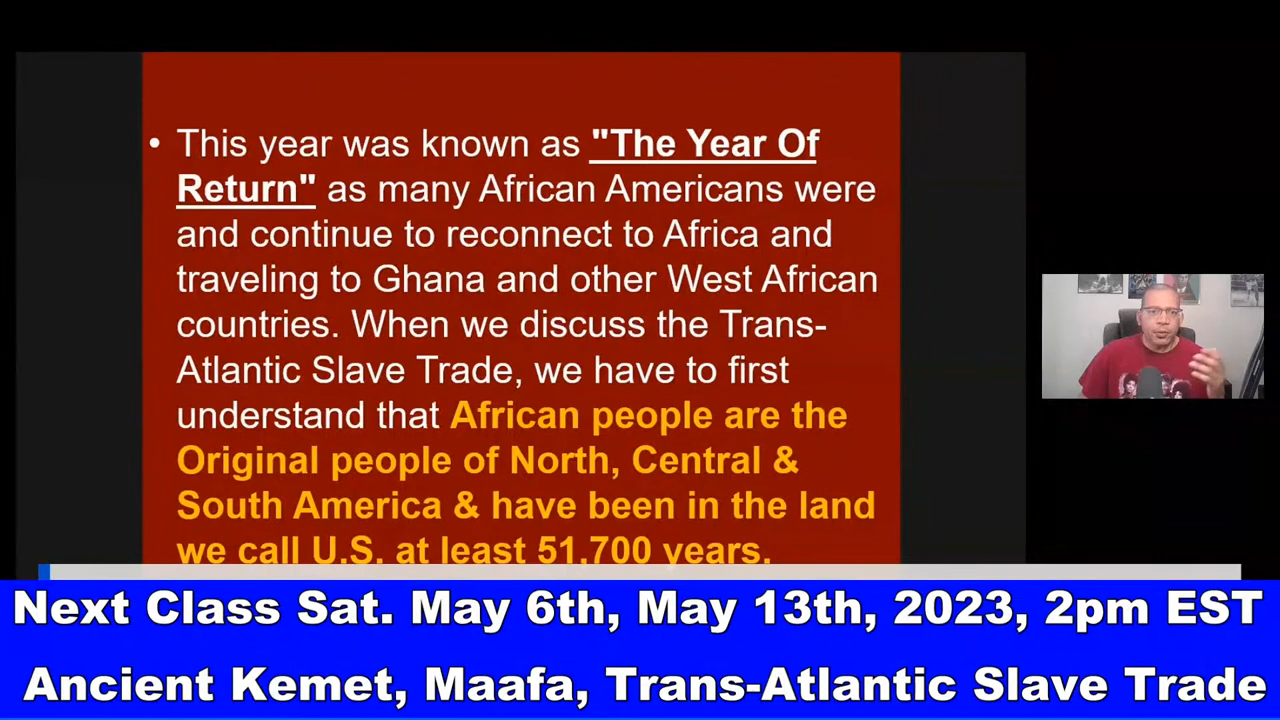 • This year was known as "The Year Of
Return" as many African Americans were
and continue to reconnect to Africa and
traveling to Ghana and other West African
countries. When we discuss the Trans-
Atlantic Slave Trade, we have to first
understand that African people are the
Original people of North, Central &
South America & have been in the land
we call U.S. at least 51,700 years.
Next Class Sat. May 6th, May 13th, 2023, 2pm EST
Ancient Kemet, Maafa, Trans-Atlantic Slave Trade